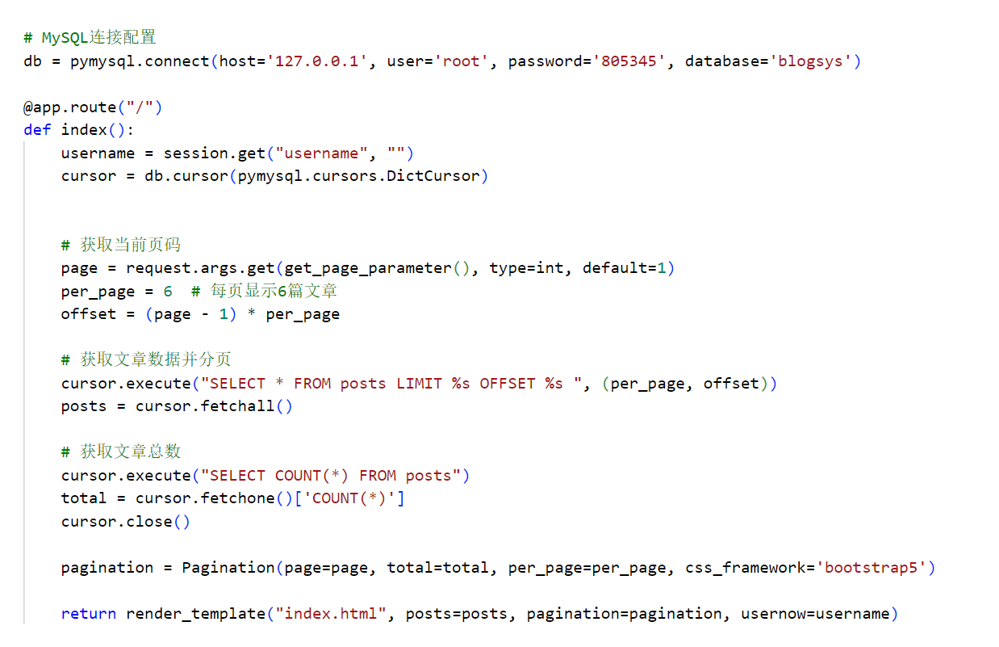 # MySQL连接配置
db = pymysql.connect(host='127.0.0.1', user='root', password='805345', database='blogsys')
@app.route("/")
def index():
    username = session.get("username", "")
    cursor = db.cursor(pymysql.cursors.DictCursor)
    # 获取当前页码
    page = request.args.get(get_page_parameter(), type=int, default=1)
    per_page = 6  # 每页显示6篇文章
    offset = (page - 1) * per_page
    # 获取文章数据并分页
    cursor.execute("SELECT * FROM posts LIMIT %s OFFSET %s ", (per_page, offset))
    posts = cursor.fetchall()
    # 获取文章总数
    cursor.execute("SELECT COUNT(*) FROM posts")
    total = cursor.fetchone()['COUNT(*)']
    cursor.close()
    pagination = Pagination(page=page, total=total, per_page=per_page, css_framework='bootstrap5')
    return render_template("index.html", posts=posts, pagination=pagination, usernow=username)